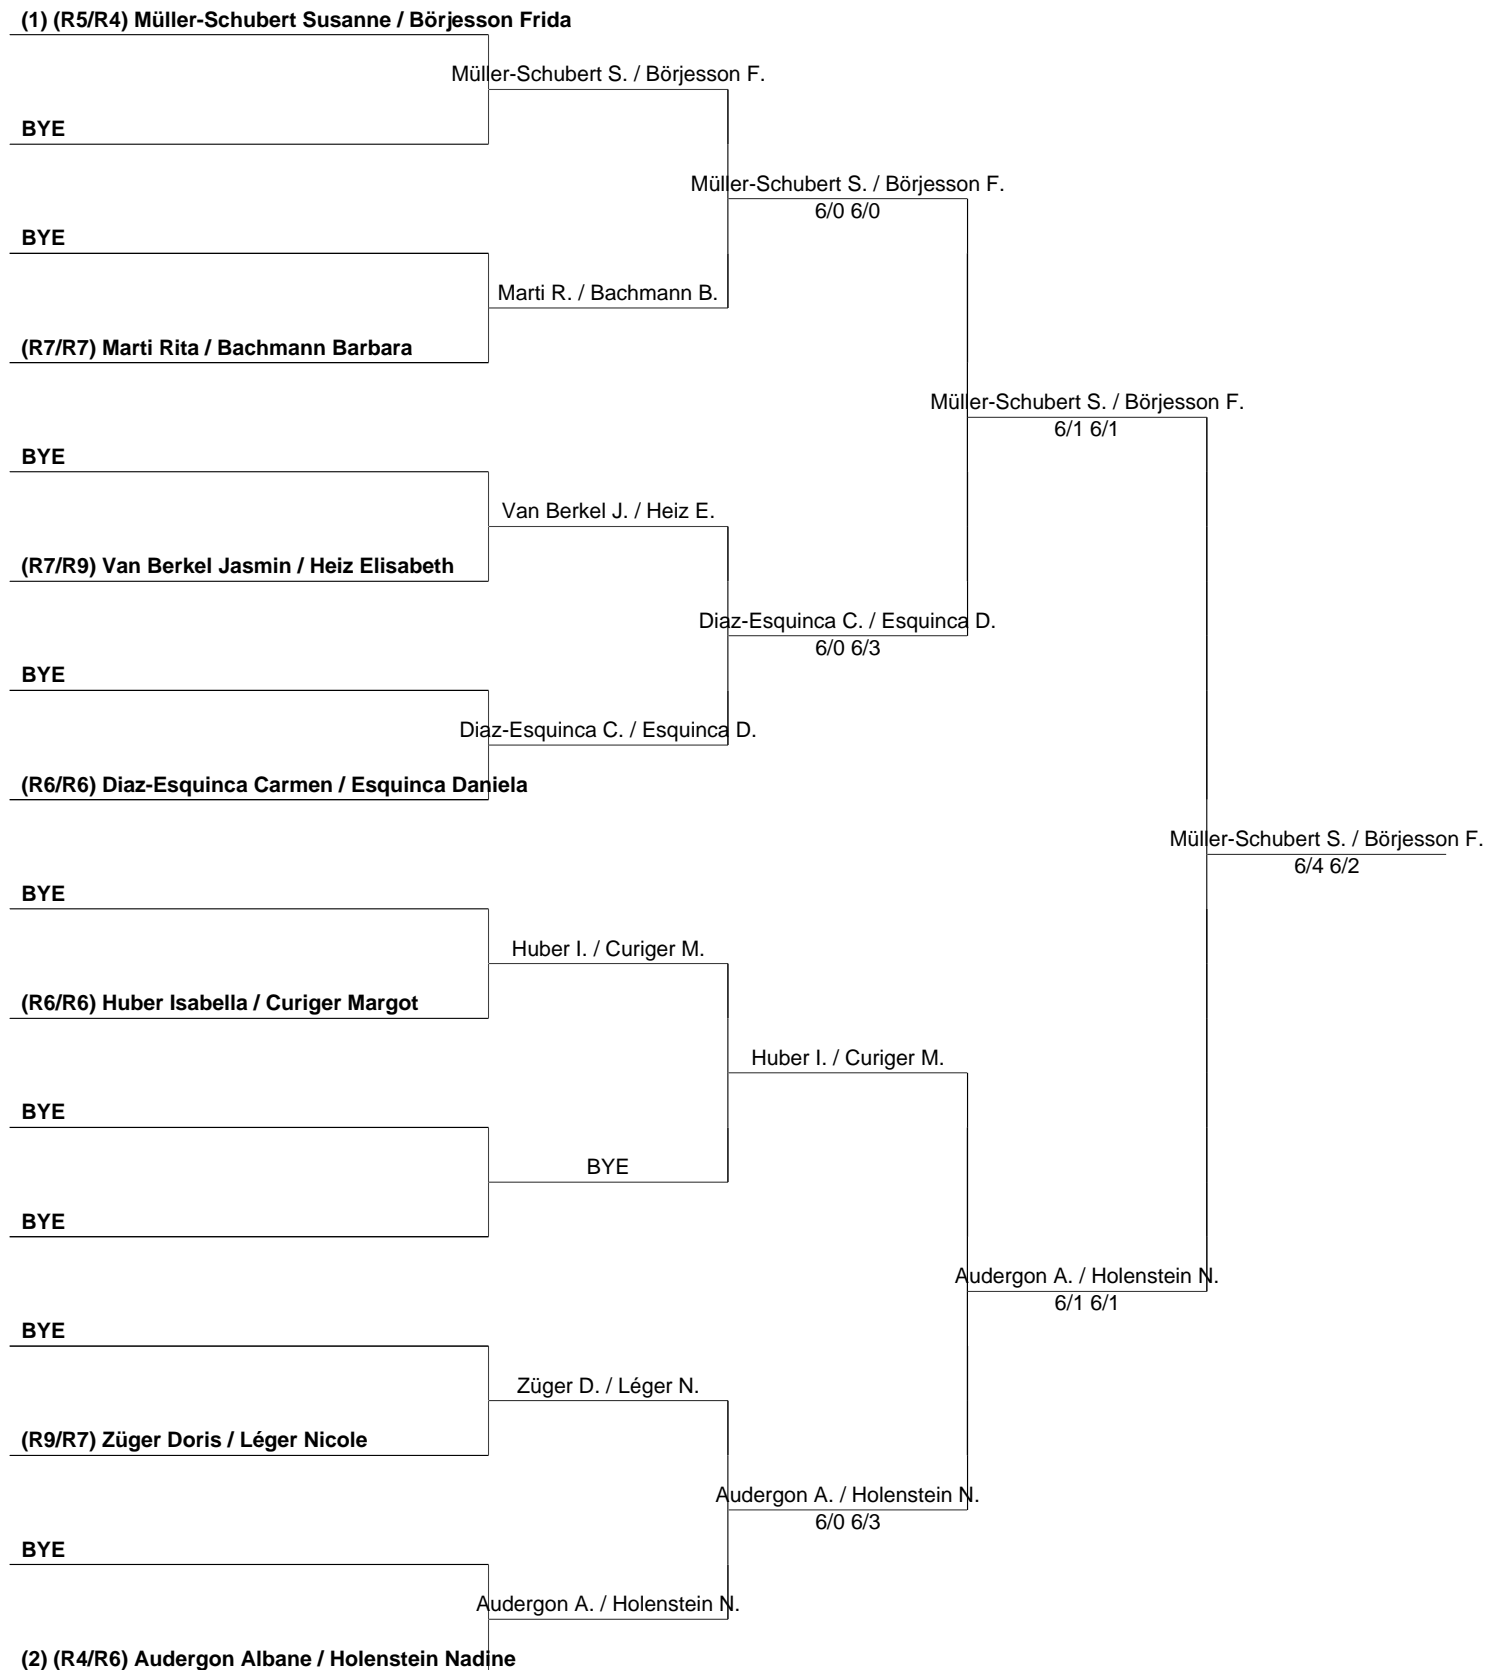 (1) (R5/R4) Müller-Schubert Susanne / Börjesson Frida
Müller-Schubert S. / Börjesson F.
BYE
Müller-Schubert S. / Börjesson F.
6/0 6/0
BYE
Marti R. / Bachmann B.
(R7/R7) Marti Rita / Bachmann Barbara
Müller-Schubert S. / Börjesson F.
6/1 6/1
BYE
Van Berkel J. / Heiz E.
(R7/R9) Van Berkel Jasmin / Heiz Elisabeth
Diaz-Esquinca C. / Esquinca D.
6/0 6/3
BYE
Diaz-Esquinca C. / Esquinca D.
(R6/R6) Diaz-Esquinca Carmen / Esquinca Daniela
Müller-Schubert S. / Börjesson F.
6/4 6/2
BYE
Huber I. / Curiger M.
(R6/R6) Huber Isabella / Curiger Margot
Huber I. / Curiger M.
BYE
BYE
BYE
Audergon A. / Holenstein N.
6/1 6/1
BYE
Züger D. / Léger N.
(R9/R7) Züger Doris / Léger Nicole
Audergon A. / Holenstein N.
6/0 6/3
BYE
Audergon A. / Holenstein N.
(2) (R4/R6) Audergon Albane / Holenstein Nadine